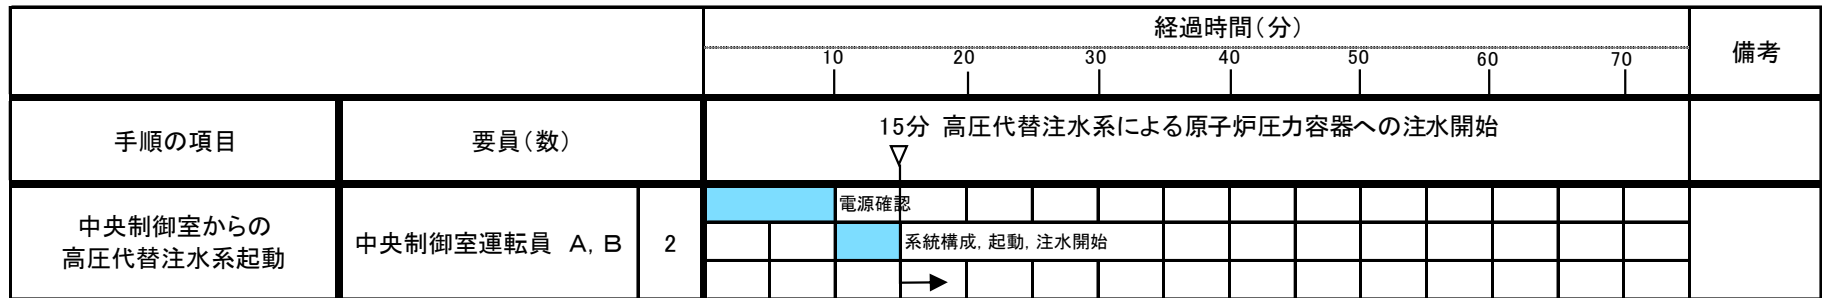 経過時間(分)
備考
10 20 30 40 50 60 70
手順の項目
要員(数)
15分 高圧代替注水系による原子炉圧力容器への注水開始
中央制御室からの
高圧代替注水系起動
中央制御室運転員 A,B
2
電源確認
系統構成,起動,注水開始